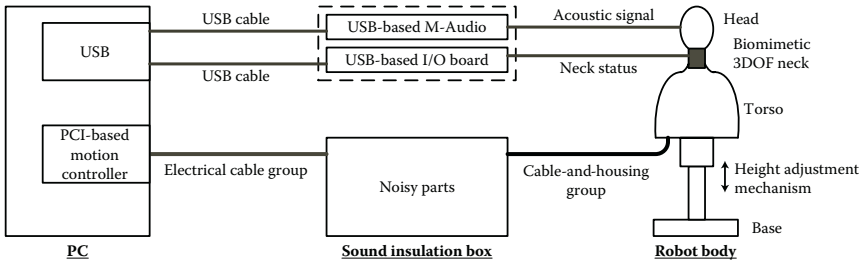 USB cable
USB-based M-Audio
Acoustic signal
Head
USB
Biomimetic
3DOF neck
USB-based I/O board
USB cable
Neck status
Torso
PCI-based
motion
controller
Electrical cable group
Noisy parts
Cable-and-housing
group
Height adjustment
mechanism
Base
PC
Sound insulation box
Robot body